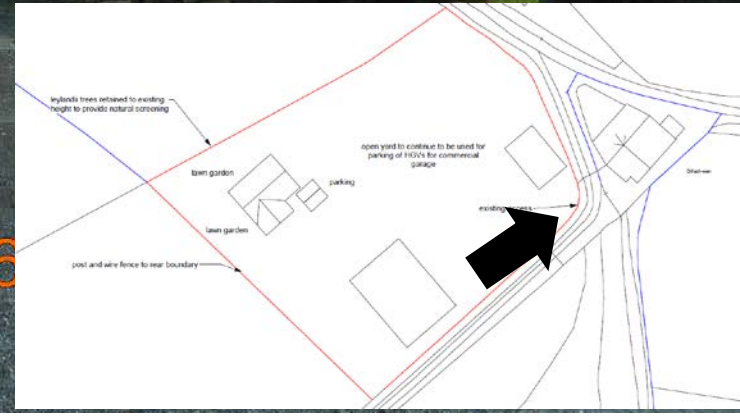 leylandii trees retained to existing
height to provide natural screening
open yard to continue to be used for
parking of HGVs for commercial
garage
lawn garden
parking
existing access
lawn garden
post and wire fence to rear boundary